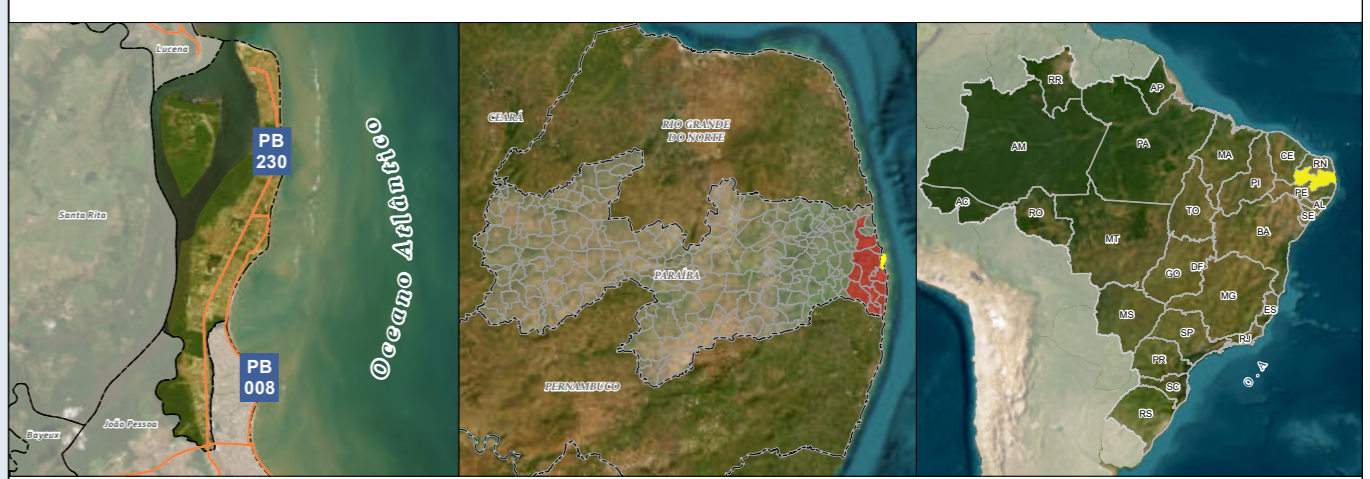 Lucena
PB
230
Oceano Atlântico
Santa Rita
PB
008
João Pessoa
Bayeux
CEARÁ
RIO GRANDE
DO NORTE
PARAÍBA
PERNAMBUCO
RR
AP
AM
PA
MA
CE
RN
PI
PE
AL
SE
AC
RO
TO
BA
MT
DF
GO
MG
ES
MS
SP
RJ
PR
SC
RS
O . A